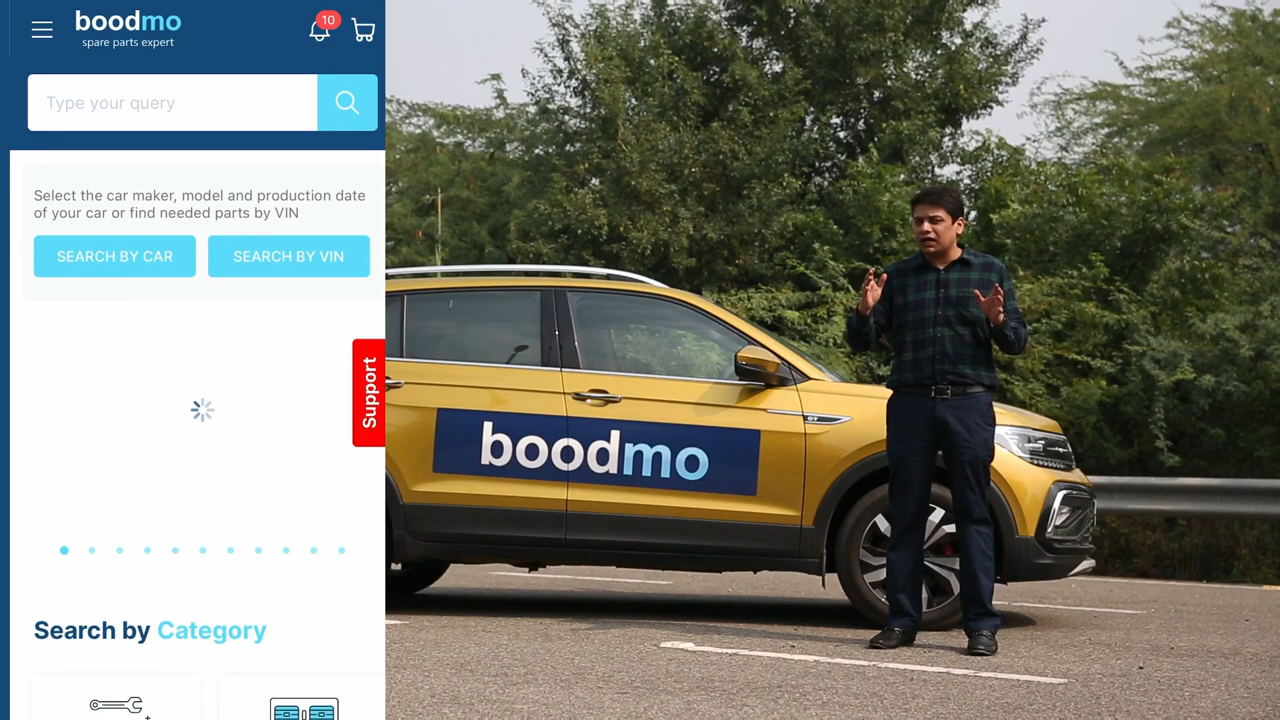 boodmo
spare parts expert
10
Type your query
Select the car maker, model and production date
of your car or find needed parts by VIN
SEARCH BY CAR
SEARCH BY VIN
Support
Search by Category
boodmo
GT